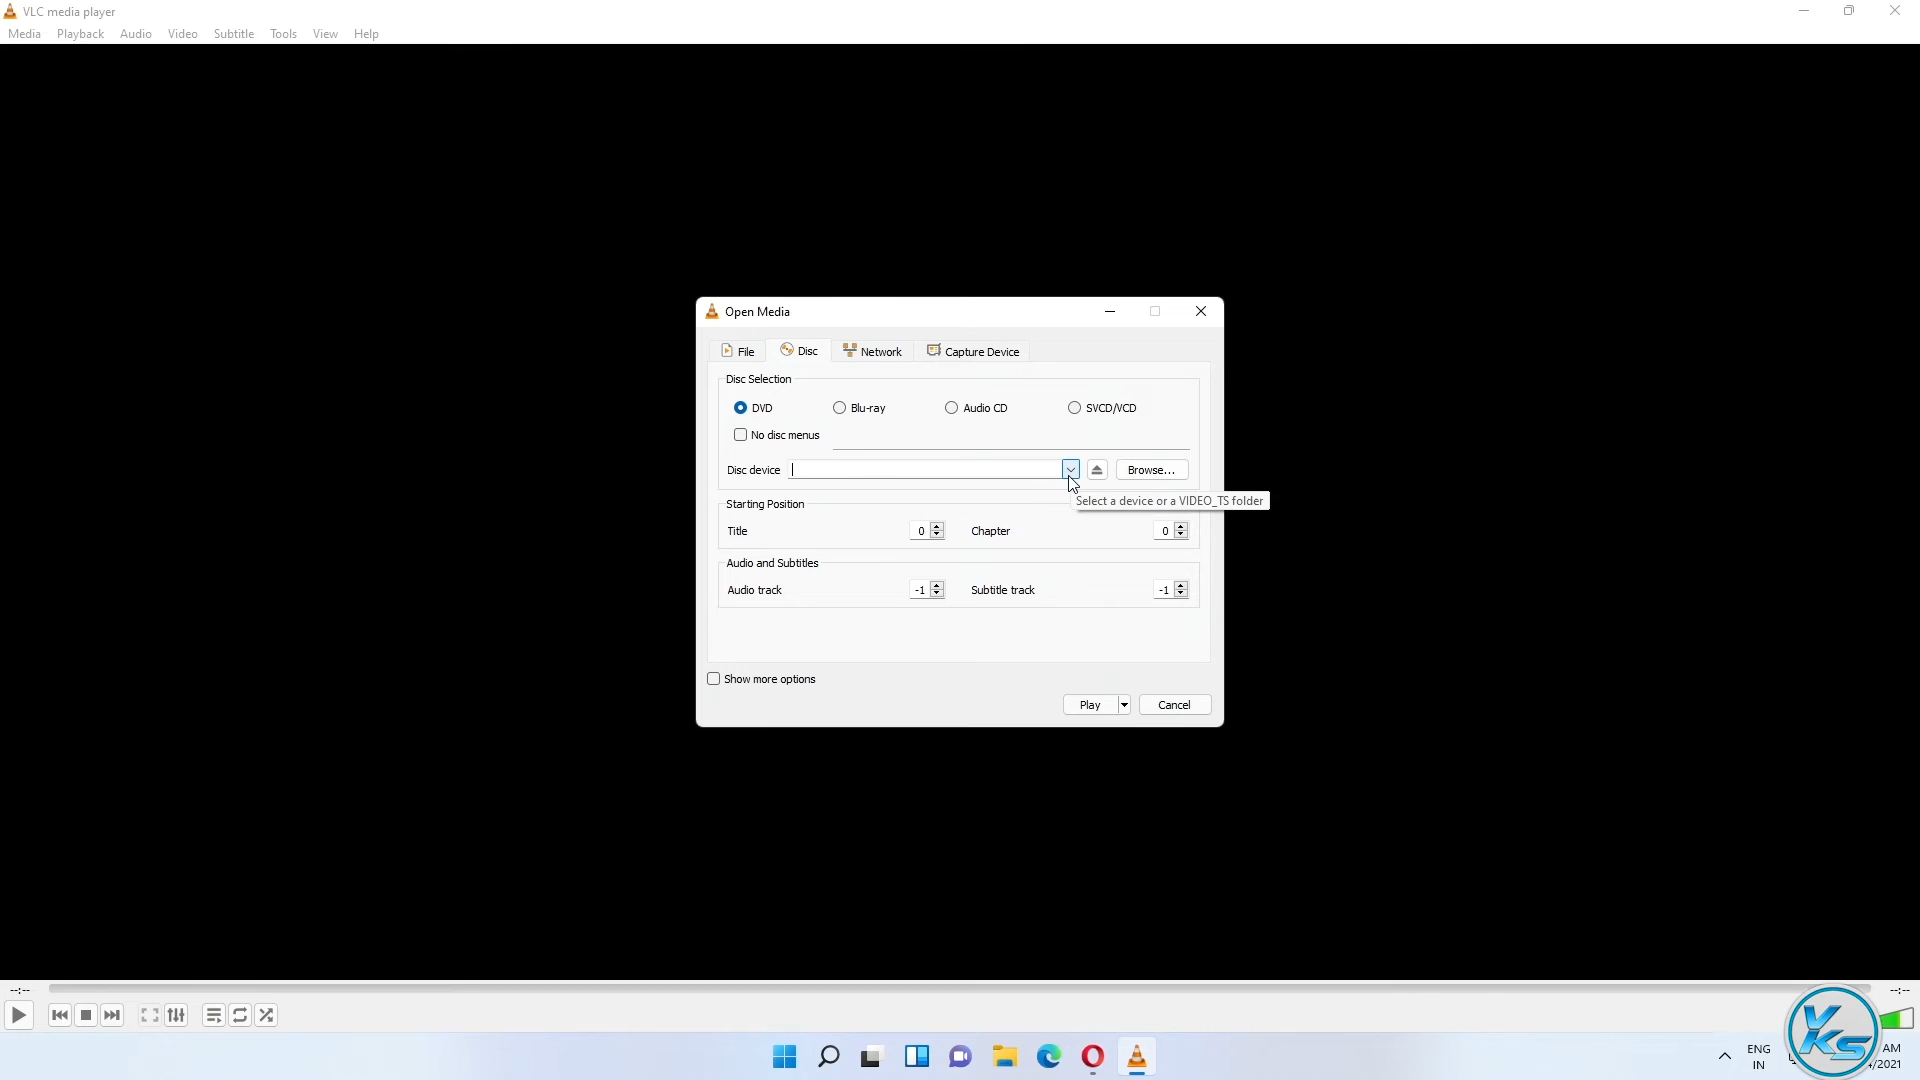 VLC media player
Media Playback Audio Video Subtitle Tools View Help
Open Media
File Disc Network Capture Device
Disc Selection
DVD Blu-ray Audio CD SVCD/VCD
No disc menus
Disc device Browse...
Select a device or a VIDEO_TS folder
Starting Position
Title 0 Chapter 0
Audio and Subtitles
Audio track -1 Subtitle track -1
Show more options
Play Cancel
--:-- --:--
ENG AM
IN /2021
VKS